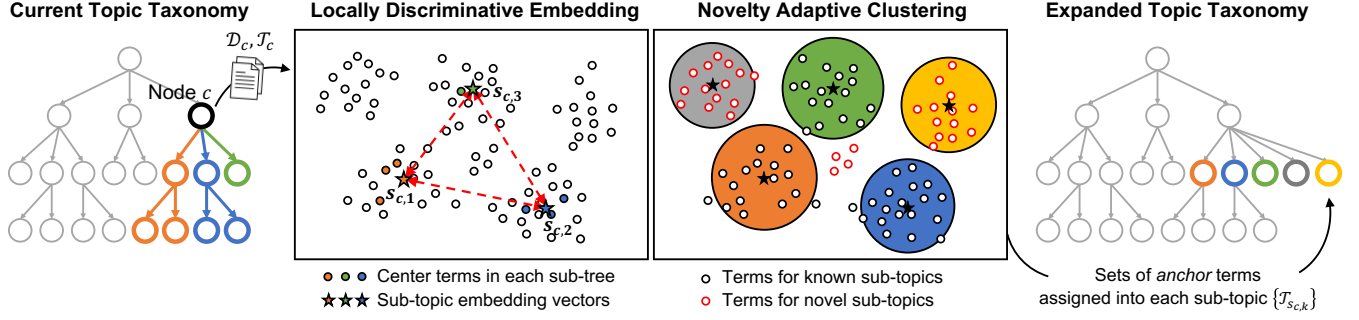 Current Topic Taxonomy
Locally Discriminative Embedding
Novelty Adaptive Clustering
Expanded Topic Taxonomy
𝒟c, 𝒯c
Node c
sc,3
sc,1
sc,2
Center terms in each sub-tree
Sub-topic embedding vectors
Terms for known sub-topics
Terms for novel sub-topics
Sets of anchor terms
assigned into each sub-topic {𝒯sc,k}